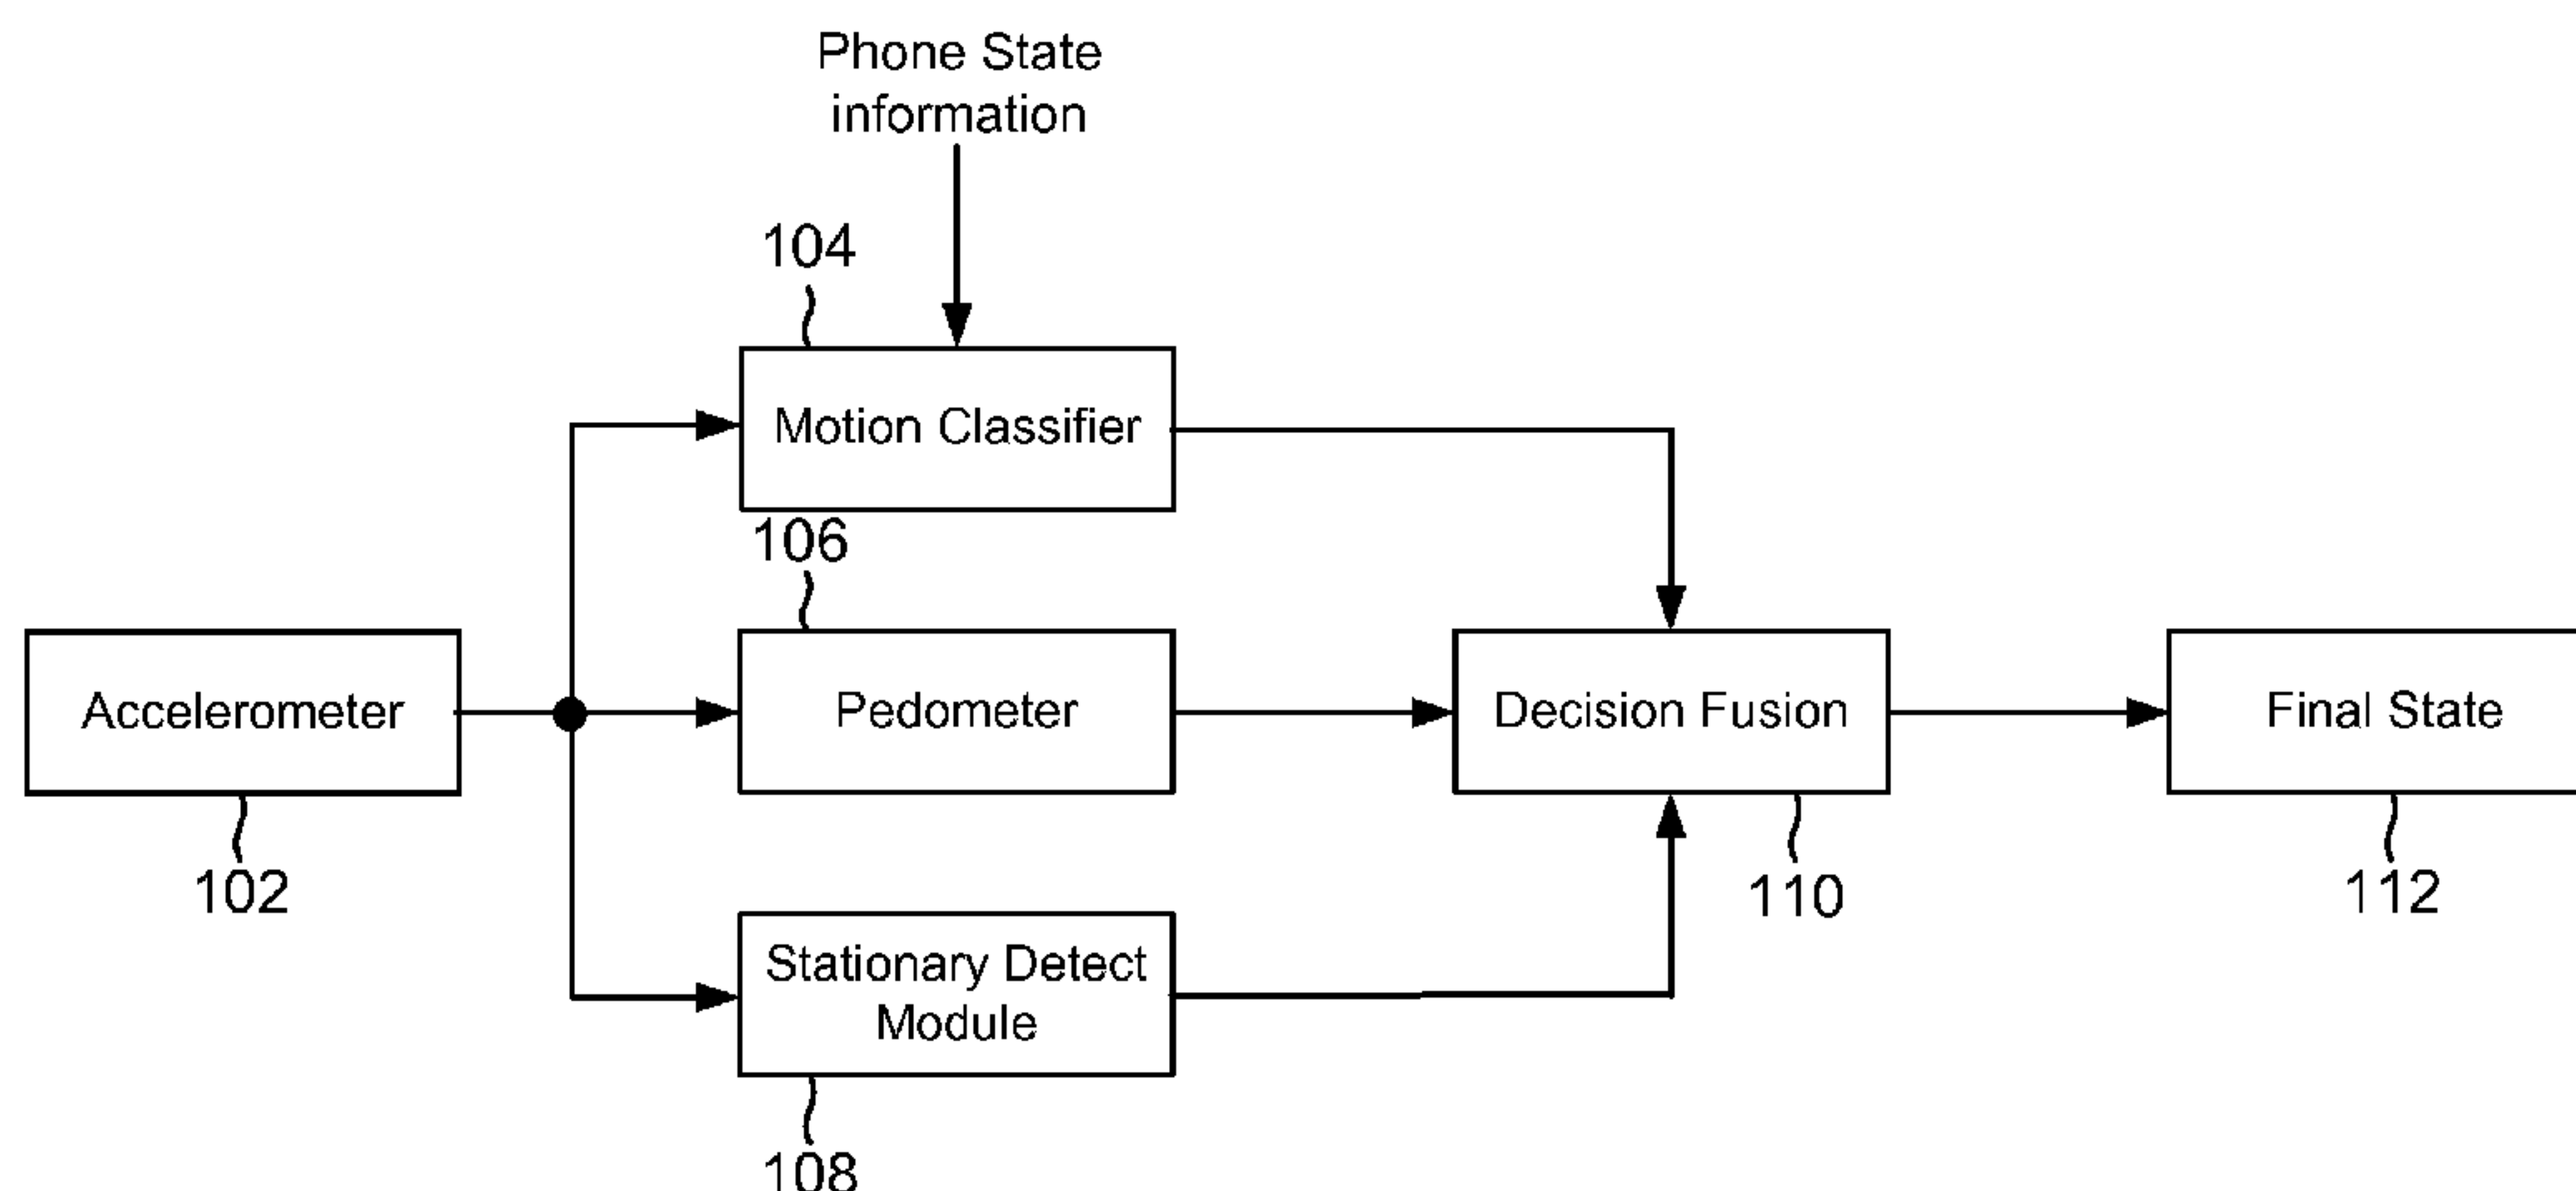 Phone State
information
104
Motion Classifier
106
Accelerometer
Pedometer
Decision Fusion
Final State
102
110
112
Stationary Detect
Module
108